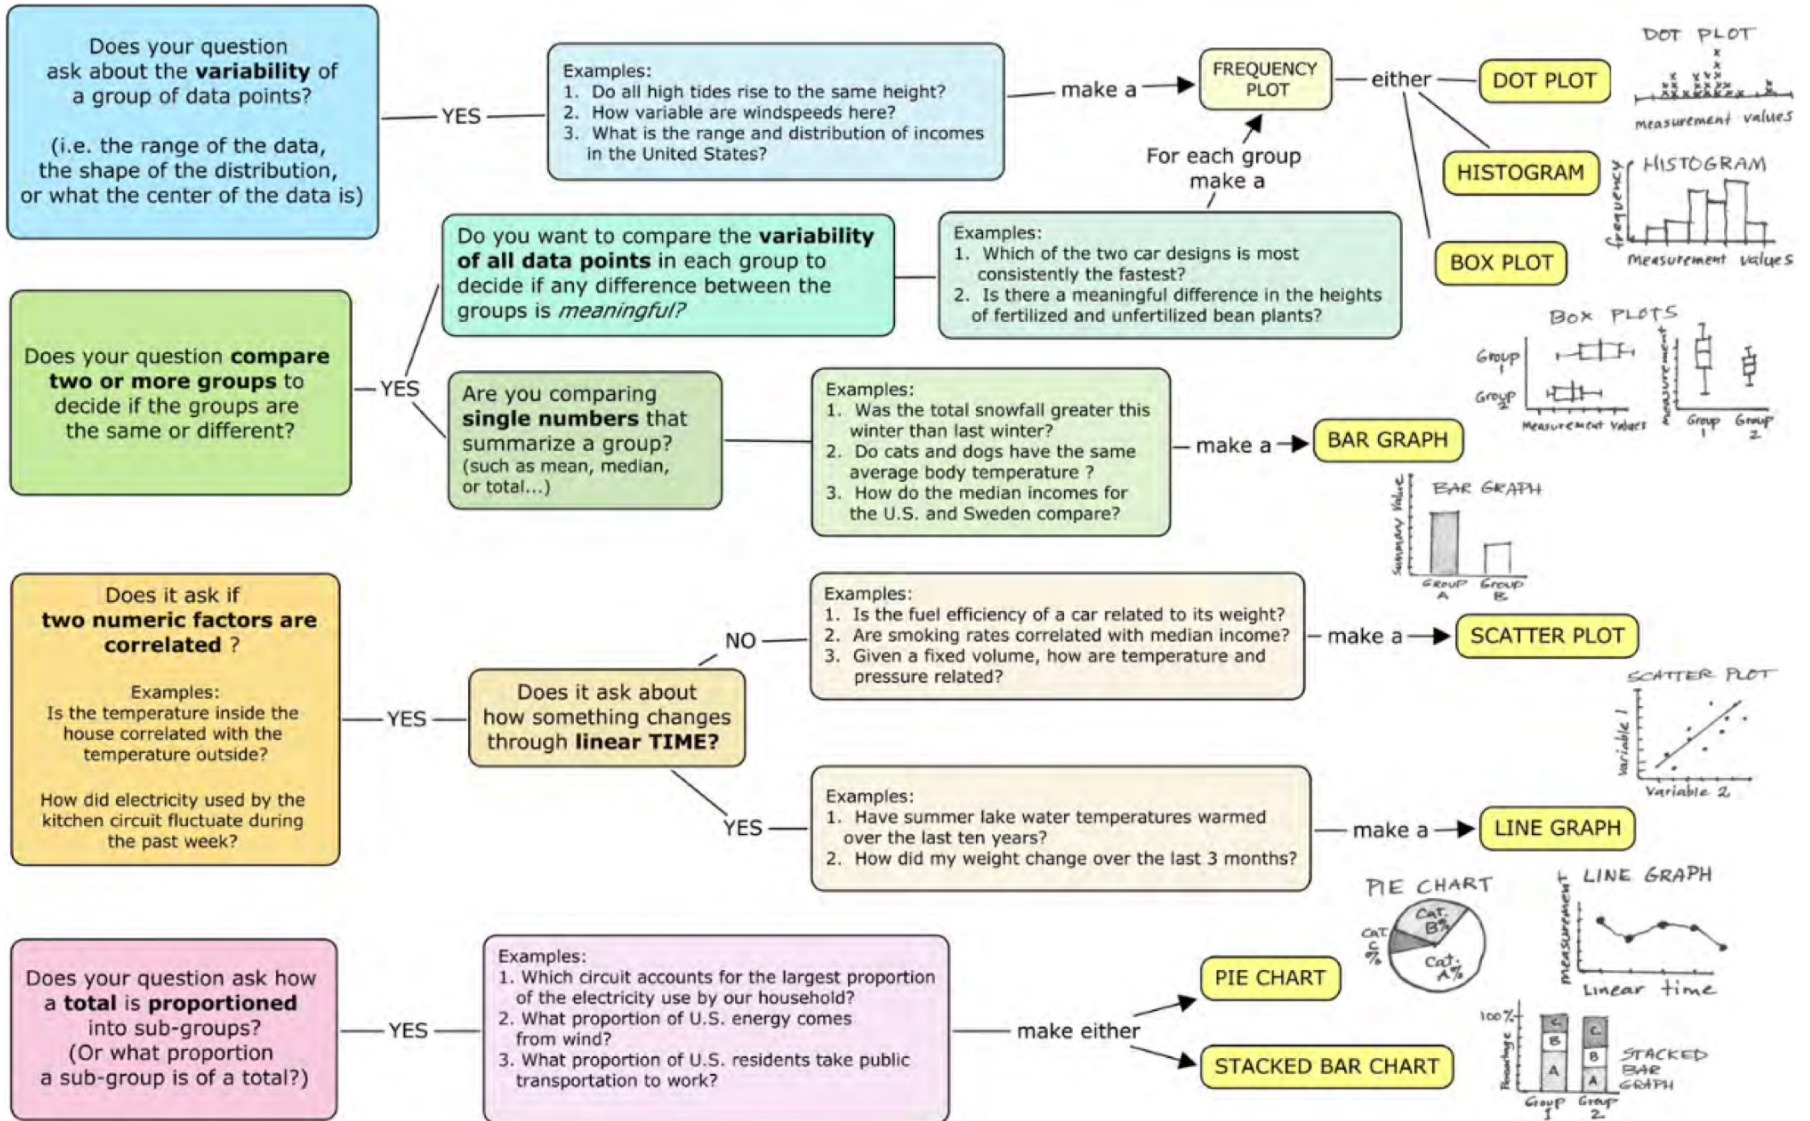 Does your question
ask about the variability of
a group of data points?
(i.e. the range of the data,
the shape of the distribution,
or what the center of the data is)
YES
Examples:
1. Do all high tides rise to the same height?
2. How variable are windspeeds here?
3. What is the range and distribution of incomes
in the United States?
make a
FREQUENCY
PLOT
either
DOT PLOT
HISTOGRAM
BOX PLOT
DOT PLOT
measurement values
HISTOGRAM
frequency
measurement values
BOX PLOTS
Group
1
Group
2
Measurement Values
measurement
Group
1
Group
2
Does your question compare
two or more groups to
decide if the groups are
the same or different?
YES
Do you want to compare the variability
of all data points in each group to
decide if any difference between the
groups is meaningful?
Examples:
1. Which of the two car designs is most
consistently the fastest?
2. Is there a meaningful difference in the heights
of fertilized and unfertilized bean plants?
For each group
make a
Are you comparing
single numbers that
summarize a group?
(such as mean, median,
or total...)
Examples:
1. Was the total snowfall greater this
winter than last winter?
2. Do cats and dogs have the same
average body temperature ?
3. How do the median incomes for
the U.S. and Sweden compare?
make a
BAR GRAPH
BAR GRAPH
Summary Value
Group
A
Group
B
Does it ask if
two numeric factors are
correlated ?
Examples:
Is the temperature inside the
house correlated with the
temperature outside?
How did electricity used by the
kitchen circuit fluctuate during
the past week?
YES
Does it ask about
how something changes
through linear TIME?
NO
Examples:
1. Is the fuel efficiency of a car related to its weight?
2. Are smoking rates correlated with median income?
3. Given a fixed volume, how are temperature and
pressure related?
make a
SCATTER PLOT
SCATTER PLOT
Variable 1
Variable 2
YES
Examples:
1. Have summer lake water temperatures warmed
over the last ten years?
2. How did my weight change over the last 3 months?
make a
LINE GRAPH
LINE GRAPH
measurement
Linear time
Does your question ask how
a total is proportioned
into sub-groups?
(Or what proportion
a sub-group is of a total?)
YES
Examples:
1. Which circuit accounts for the largest proportion
of the electricity use by our household?
2. What proportion of U.S. energy comes
from wind?
3. What proportion of U.S. residents take public
transportation to work?
make either
PIE CHART
STACKED BAR CHART
PIE CHART
Cat.
B%
Cat.
C
%
Cat.
A%
100%
Percentage
C
B
A
C
B
A
Group
1
Group
2
STACKED
BAR
GRAPH